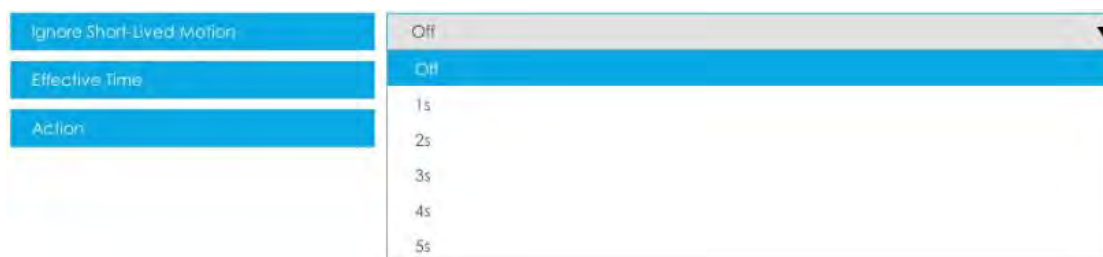 Ignore Short-Lived Motion
Off
Off
Effective Time
1s
Action
2s
3s
4s
5s